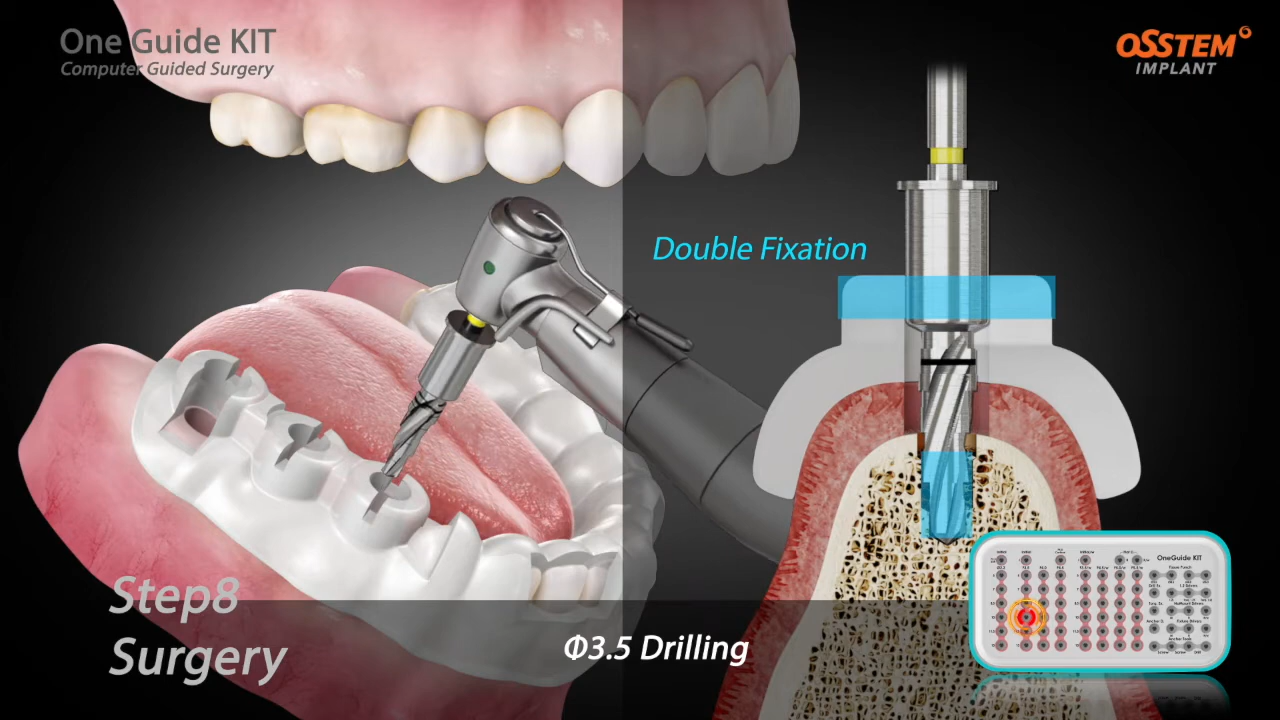 One Guide KIT
Computer Guided Surgery
OSSTEM
IMPLANT
Double Fixation
OneGuide KIT
Step8
Surgery
Φ3.5 Drilling